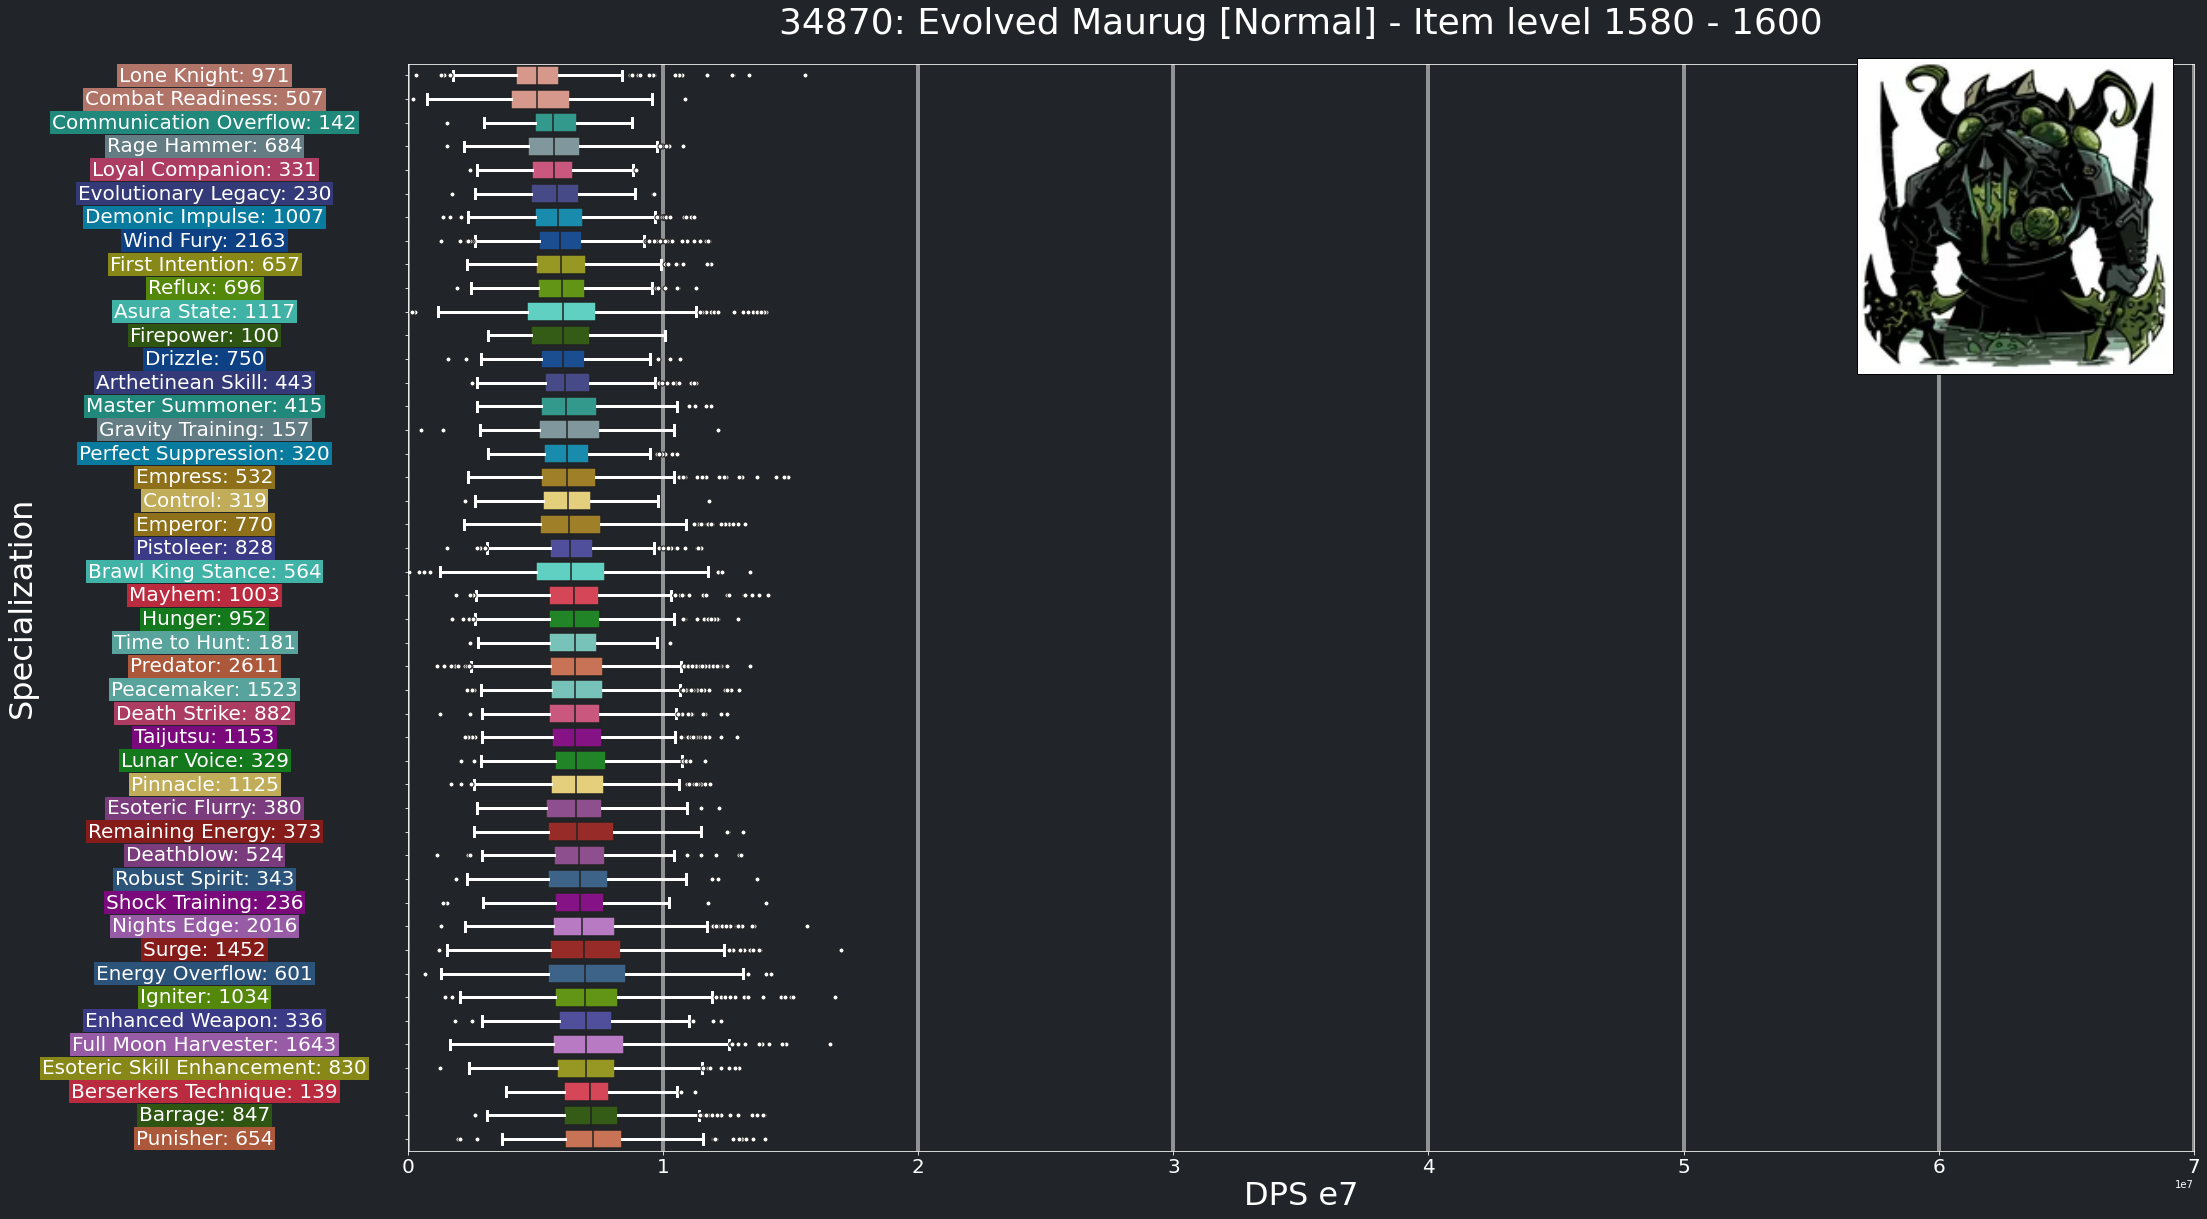 34870: Evolved Maurug [Normal] - Item level 1580 - 1600
Lone Knight: 971
Combat Readiness: 507
Communication Overflow: 142
Rage Hammer: 684
Loyal Companion: 331
Evolutionary Legacy: 230
Demonic Impulse: 1007
Wind Fury: 2163
First Intention: 657
Reflux: 696
Asura State: 1117
Firepower: 100
Drizzle: 750
Arthetinean Skill: 443
Master Summoner: 415
Gravity Training: 157
Perfect Suppression: 320
Empress: 532
Control: 319
Emperor: 770
Pistoleer: 828
Brawl King Stance: 564
Mayhem: 1003
Hunger: 952
Time to Hunt: 181
Predator: 2611
Peacemaker: 1523
Death Strike: 882
Taijutsu: 1153
Lunar Voice: 329
Pinnacle: 1125
Esoteric Flurry: 380
Remaining Energy: 373
Deathblow: 524
Robust Spirit: 343
Shock Training: 236
Nights Edge: 2016
Surge: 1452
Energy Overflow: 601
Igniter: 1034
Enhanced Weapon: 336
Full Moon Harvester: 1643
Esoteric Skill Enhancement: 830
Berserkers Technique: 139
Barrage: 847
Punisher: 654
Specialization
0 1 2 3 4 5 6 7
1e7
DPS e7